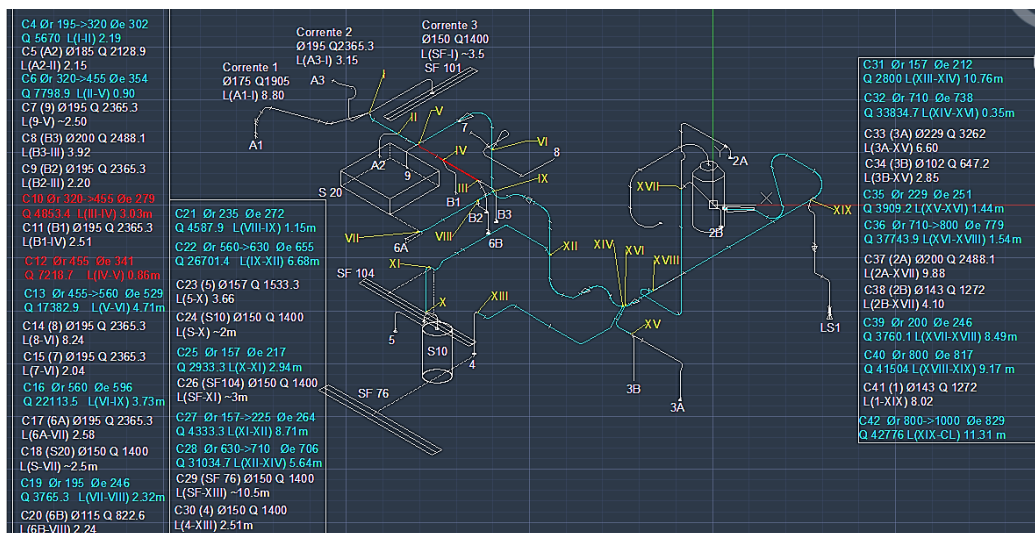 C4 Ør 195->320 Øe 302
Q 5670 L(I-II) 2.19
C5 (A2) Ø185 Q 2128.9
L(A2-II) 2.15
C6 Ør 320->455 Øe 354
Q 7798.9 L(II-V) 0.90
C7 (9) Ø195 Q 2365.3
L(9-V) ~2.50
C8 (B3) Ø200 Q 2488.1
L(B3-III) 3.92
C9 (B2) Ø195 Q 2365.3
L(B2-III) 2.20
C10 Ør 320->455 Øe 279
Q 4853.4 L(III-IV) 3.03m
C11 (B1) Ø195 Q 2365.3
L(B1-IV) 2.51
C12 Ør 455 Øe 341
Q 7218.7 L(IV-V) 0.86m
C13 Ør 455->560 Øe 529
Q 17382.9 L(V-VI) 4.71m
C14 (8) Ø195 Q 2365.3
L(8-VI) 8.24
C15 (7) Ø195 Q 2365.3
L(7-VI) 2.04
C16 Ør 560 Øe 596
Q 22113.5 L(VI-IX) 3.73m
C17 (6A) Ø195 Q 2365.3
L(6A-VII) 2.58
C18 (S20) Ø150 Q 1400
L(S-VII) ~2.5m
C19 Ør 195 Øe 246
Q 3765.3 L(VII-VIII) 2.32m
C20 (6B) Ø115 Q 822.6
L(6B-VIII) 2.24
C21 Ør 235 Øe 272
Q 4587.9 L(VIII-IX) 1.15m
C22 Ør 560->630 Øe 655
Q 26701.4 L(IX-XII) 6.68m
C23 (5) Ø157 Q 1533.3
L(5-X) 3.66
C24 (S10) Ø150 Q 1400
L(S-X) ~2m
C25 Ør 157 Øe 217
Q 2933.3 L(X-XI) 2.94m
C26 (SF104) Ø150 Q 1400
L(SF-XI) ~3m
C27 Ør 157->225 Øe 264
Q 4333.3 L(XI-XII) 8.71m
C28 Ør 630->710 Øe 706
Q 31034.7 L(XII-XIV) 5.64m
C29 (SF 76) Ø150 Q 1400
L(SF-XIII) ~10.5m
C30 (4) Ø150 Q 1400
L(4-XIII) 2.51m
Corrente 1
Ø175 Q1905
L(A1-I) 8.80
Corrente 2
Ø195 Q2365.3
L(A3-I) 3.15
Corrente 3
Ø150 Q1400
L(SF-I) ~3.5
SF 101
A3
I
A1
II
V
7
VI
IV
8
A2
9
III
IX
S 20
B1
B2
B3
VII
6A
VIII
6B
XI
XII
SF 104
XIII
X
5
S10
4
SF 76
XIV
XVI
XVIII
XV
3B
3A
XVII
2A
2B
XIX
LS1
C31 Ør 157 Øe 212
Q 2800 L(XIII-XIV) 10.76m
C32 Ør 710 Øe 738
Q 33834.7 L(XIV-XVI) 0.35m
C33 (3A) Ø229 Q 3262
L(3A-XV) 6.60
C34 (3B) Ø102 Q 647.2
L(3B-XV) 2.85
C35 Ør 229 Øe 251
Q 3909.2 L(XV-XVI) 1.44m
C36 Ør 710->800 Øe 779
Q 37743.9 L(XVI-XVIII) 1.54m
C37 (2A) Ø200 Q 2488.1
L(2A-XVII) 9.88
C38 (2B) Ø143 Q 1272
L(2B-XVII) 4.10
C39 Ør 200 Øe 246
Q 3760.1 L(XVII-XVIII) 8.49m
C40 Ør 800 Øe 817
Q 41504 L(XVIII-XIX) 9.17 m
C41 (1) Ø143 Q 1272
L(1-XIX) 8.02
C42 Ør 800->1000 Øe 829
Q 42776 L(XIX-CL) 11.31 m